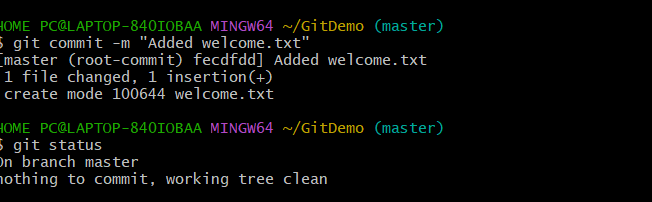 HOME PC@LAPTOP-840IOBAA MINGW64 ~/GitDemo (master)
$ git commit -m "Added welcome.txt"
[master (root-commit) fecdfdd] Added welcome.txt
 1 file changed, 1 insertion(+)
 create mode 100644 welcome.txt

HOME PC@LAPTOP-840IOBAA MINGW64 ~/GitDemo (master)
$ git status
On branch master
nothing to commit, working tree clean